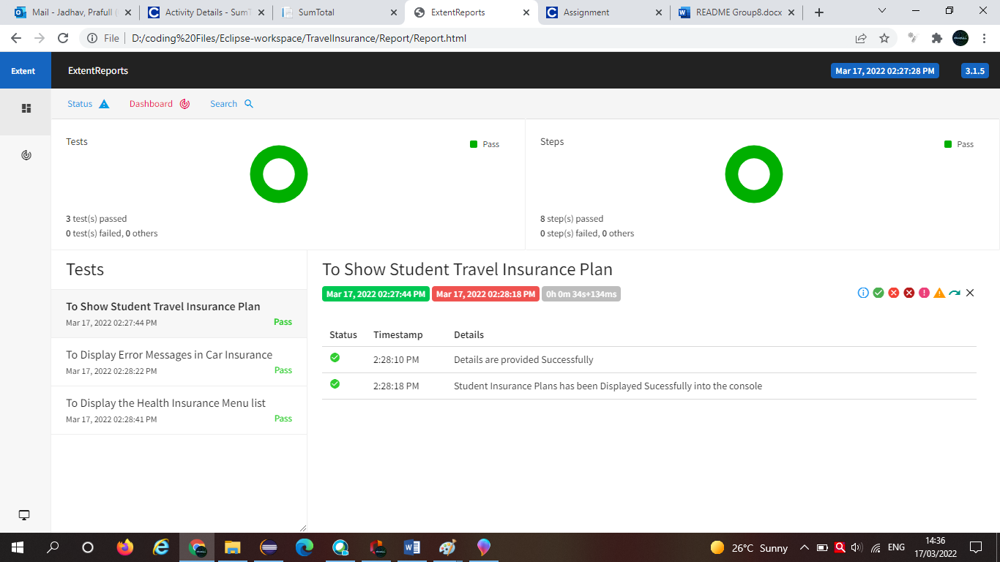 Mail - Jadhav, Prafull (
Activity Details - SumT
SumTotal
ExtentReports
Assignment
README Group8.docx
File
D:/coding%20Files/Eclipse-workspace/TravelInsurance/Report/Report.html
Extent
ExtentReports
Mar 17, 2022 02:27:28 PM
3.1.5
Status
Dashboard
Search
Tests
Pass
3 test(s) passed
0 test(s) failed, 0 others
Steps
Pass
8 step(s) passed
0 step(s) failed, 0 others
Tests
To Show Student Travel Insurance Plan
Mar 17, 2022 02:27:44 PM
Pass
To Display Error Messages in Car Insurance
Mar 17, 2022 02:28:22 PM
Pass
To Display the Health Insurance Menu list
Mar 17, 2022 02:28:41 PM
Pass
To Show Student Travel Insurance Plan
Mar 17, 2022 02:27:44 PM Mar 17, 2022 02:28:18 PM 0h 0m 34s+134ms
Status Timestamp Details
2:28:10 PM Details are provided Successfully
2:28:18 PM Student Insurance Plans has been Displayed Sucessfully into the console
26°C Sunny
ENG
14:36
17/03/2022